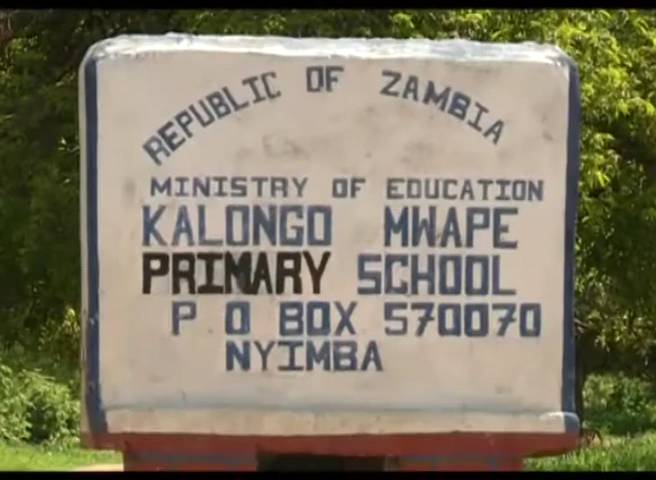 REPUBLIC OF ZAMBIA
MINISTRY OF EDUCATION
KALONGO MWAPE
PRIMARY SCHOOL
P O BOX 570070
NYIMBA